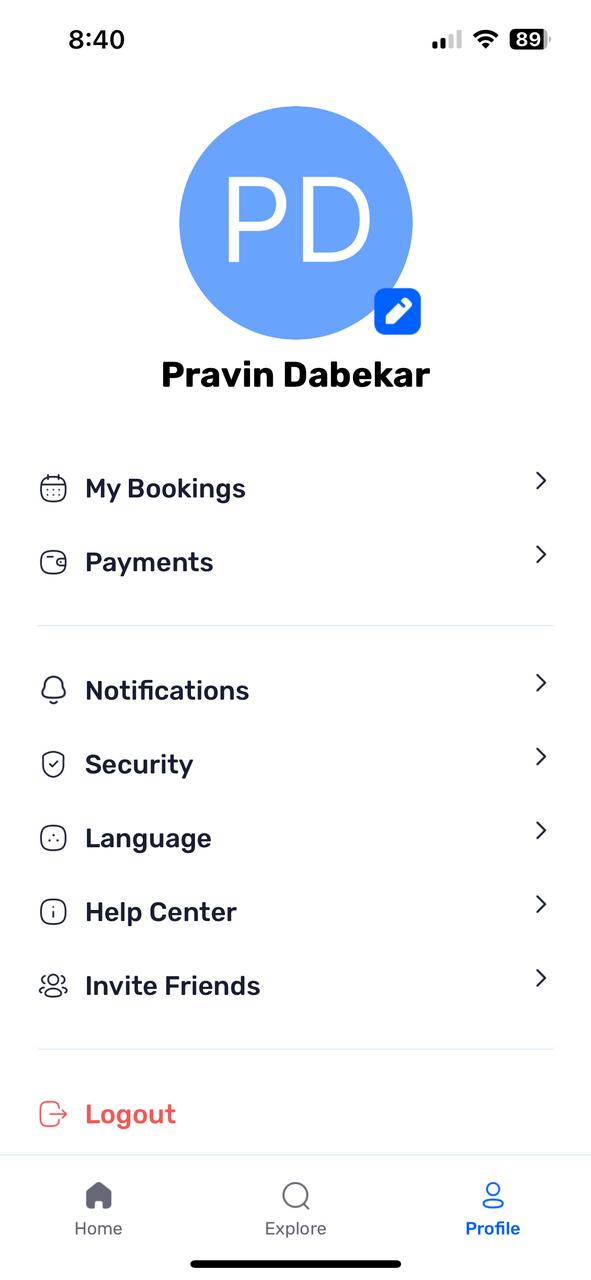 8:40
89
PD
Pravin Dabekar
My Bookings
Payments
Notifications
Security
Language
Help Center
Invite Friends
Logout
Home Explore Profile